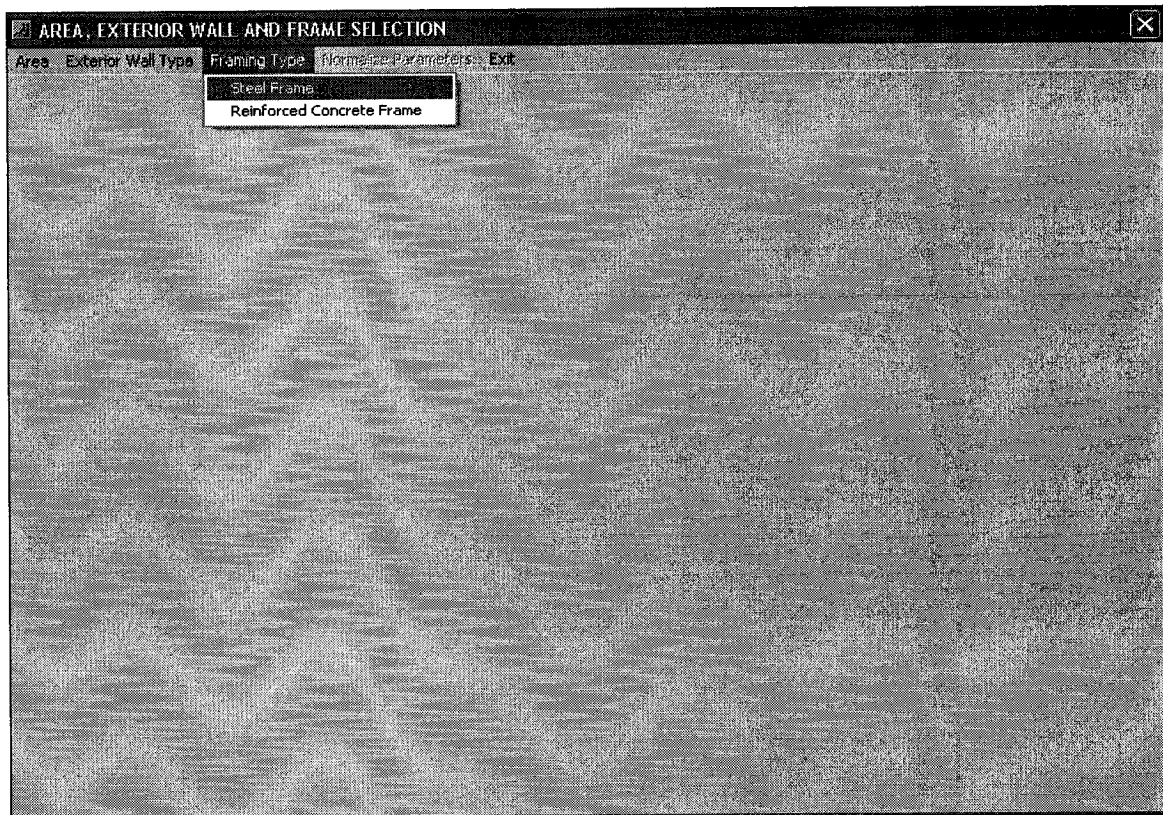 AREA, EXTERIOR WALL AND FRAME SELECTION
Area Exterior Wall Type Framing Type Normalize Parameters Exit
Steel Frame
Reinforced Concrete Frame